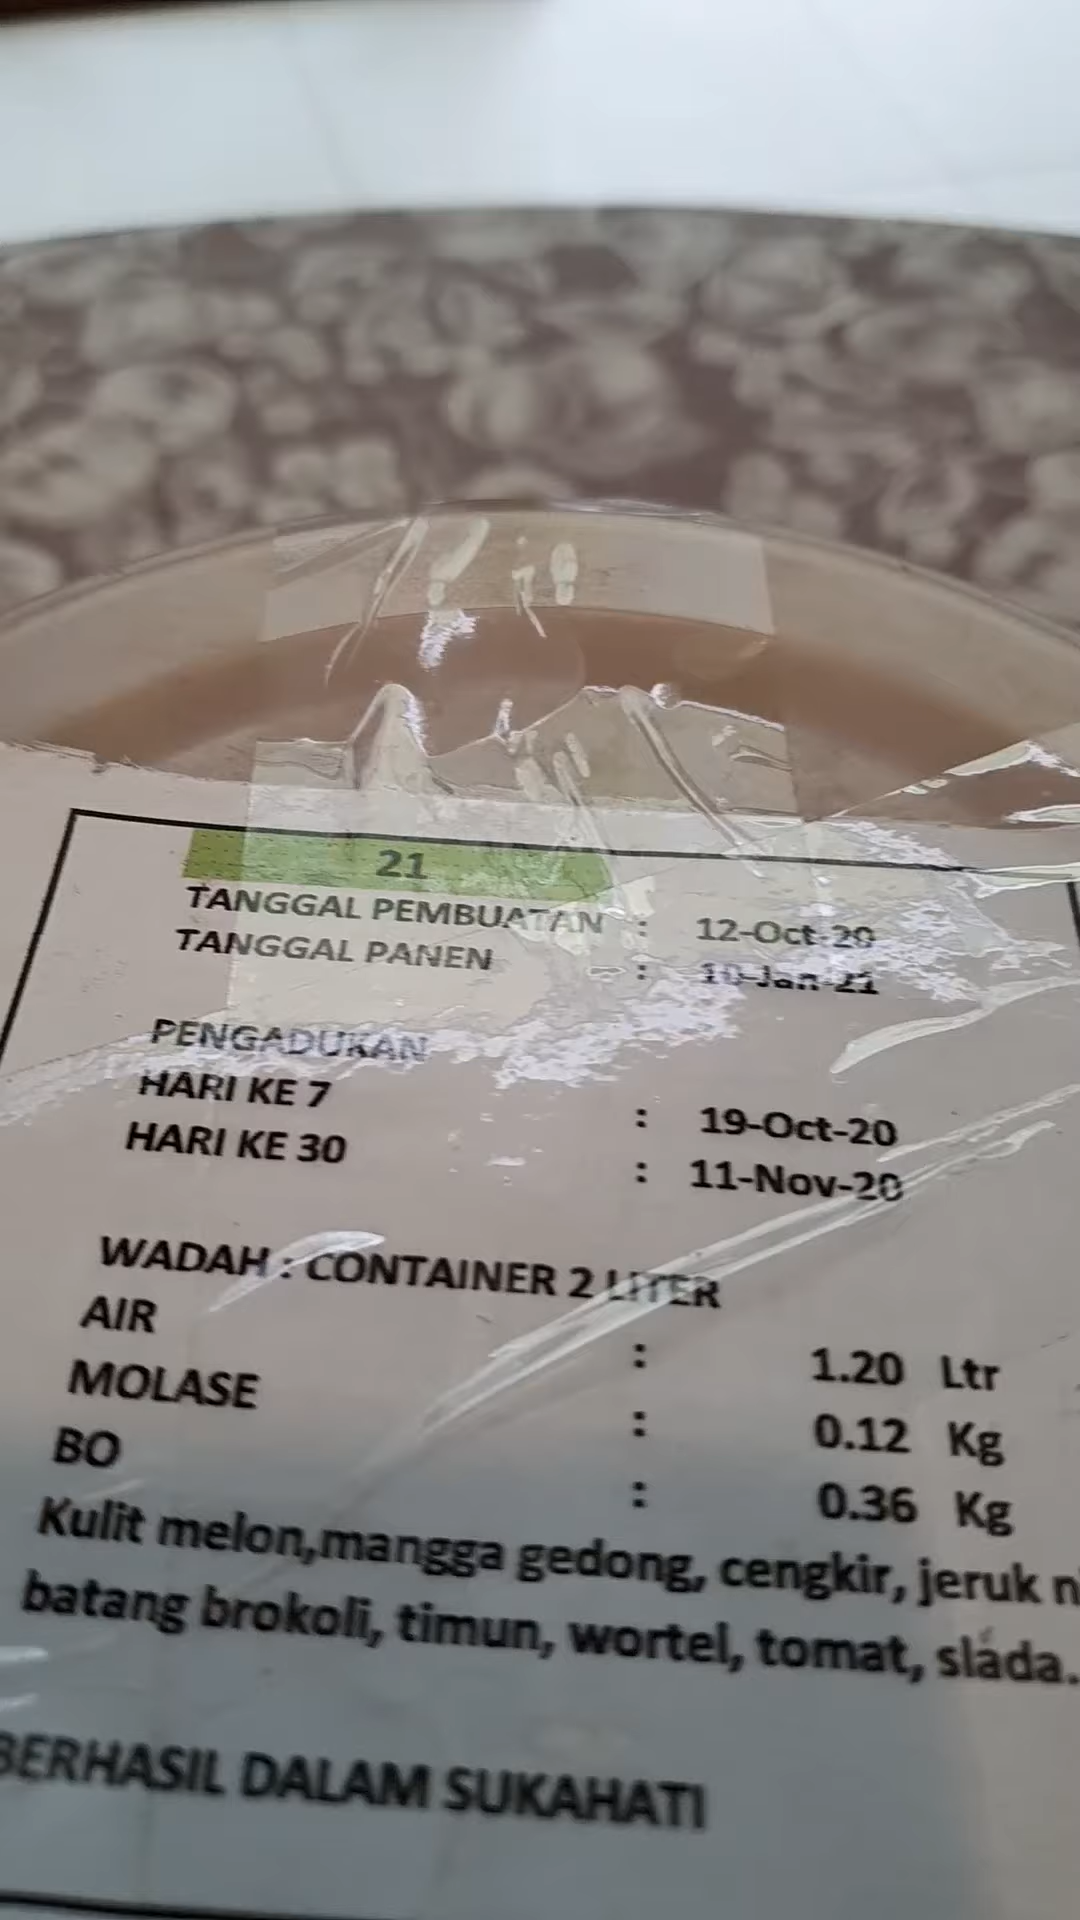 21
TANGGAL PEMBUATAN : 12-Oct-20
TANGGAL PANEN : 10-Jan-21
PENGADUKAN
HARI KE 7 : 19-Oct-20
HARI KE 30 : 11-Nov-20
WADAH : CONTAINER 2 LITER
AIR : 1.20 Ltr
MOLASE : 0.12 Kg
BO : 0.36 Kg
Kulit melon,mangga gedong, cengkir, jeruk
batang brokoli, timun, wortel, tomat, slada.
BERHASIL DALAM SUKAHATI